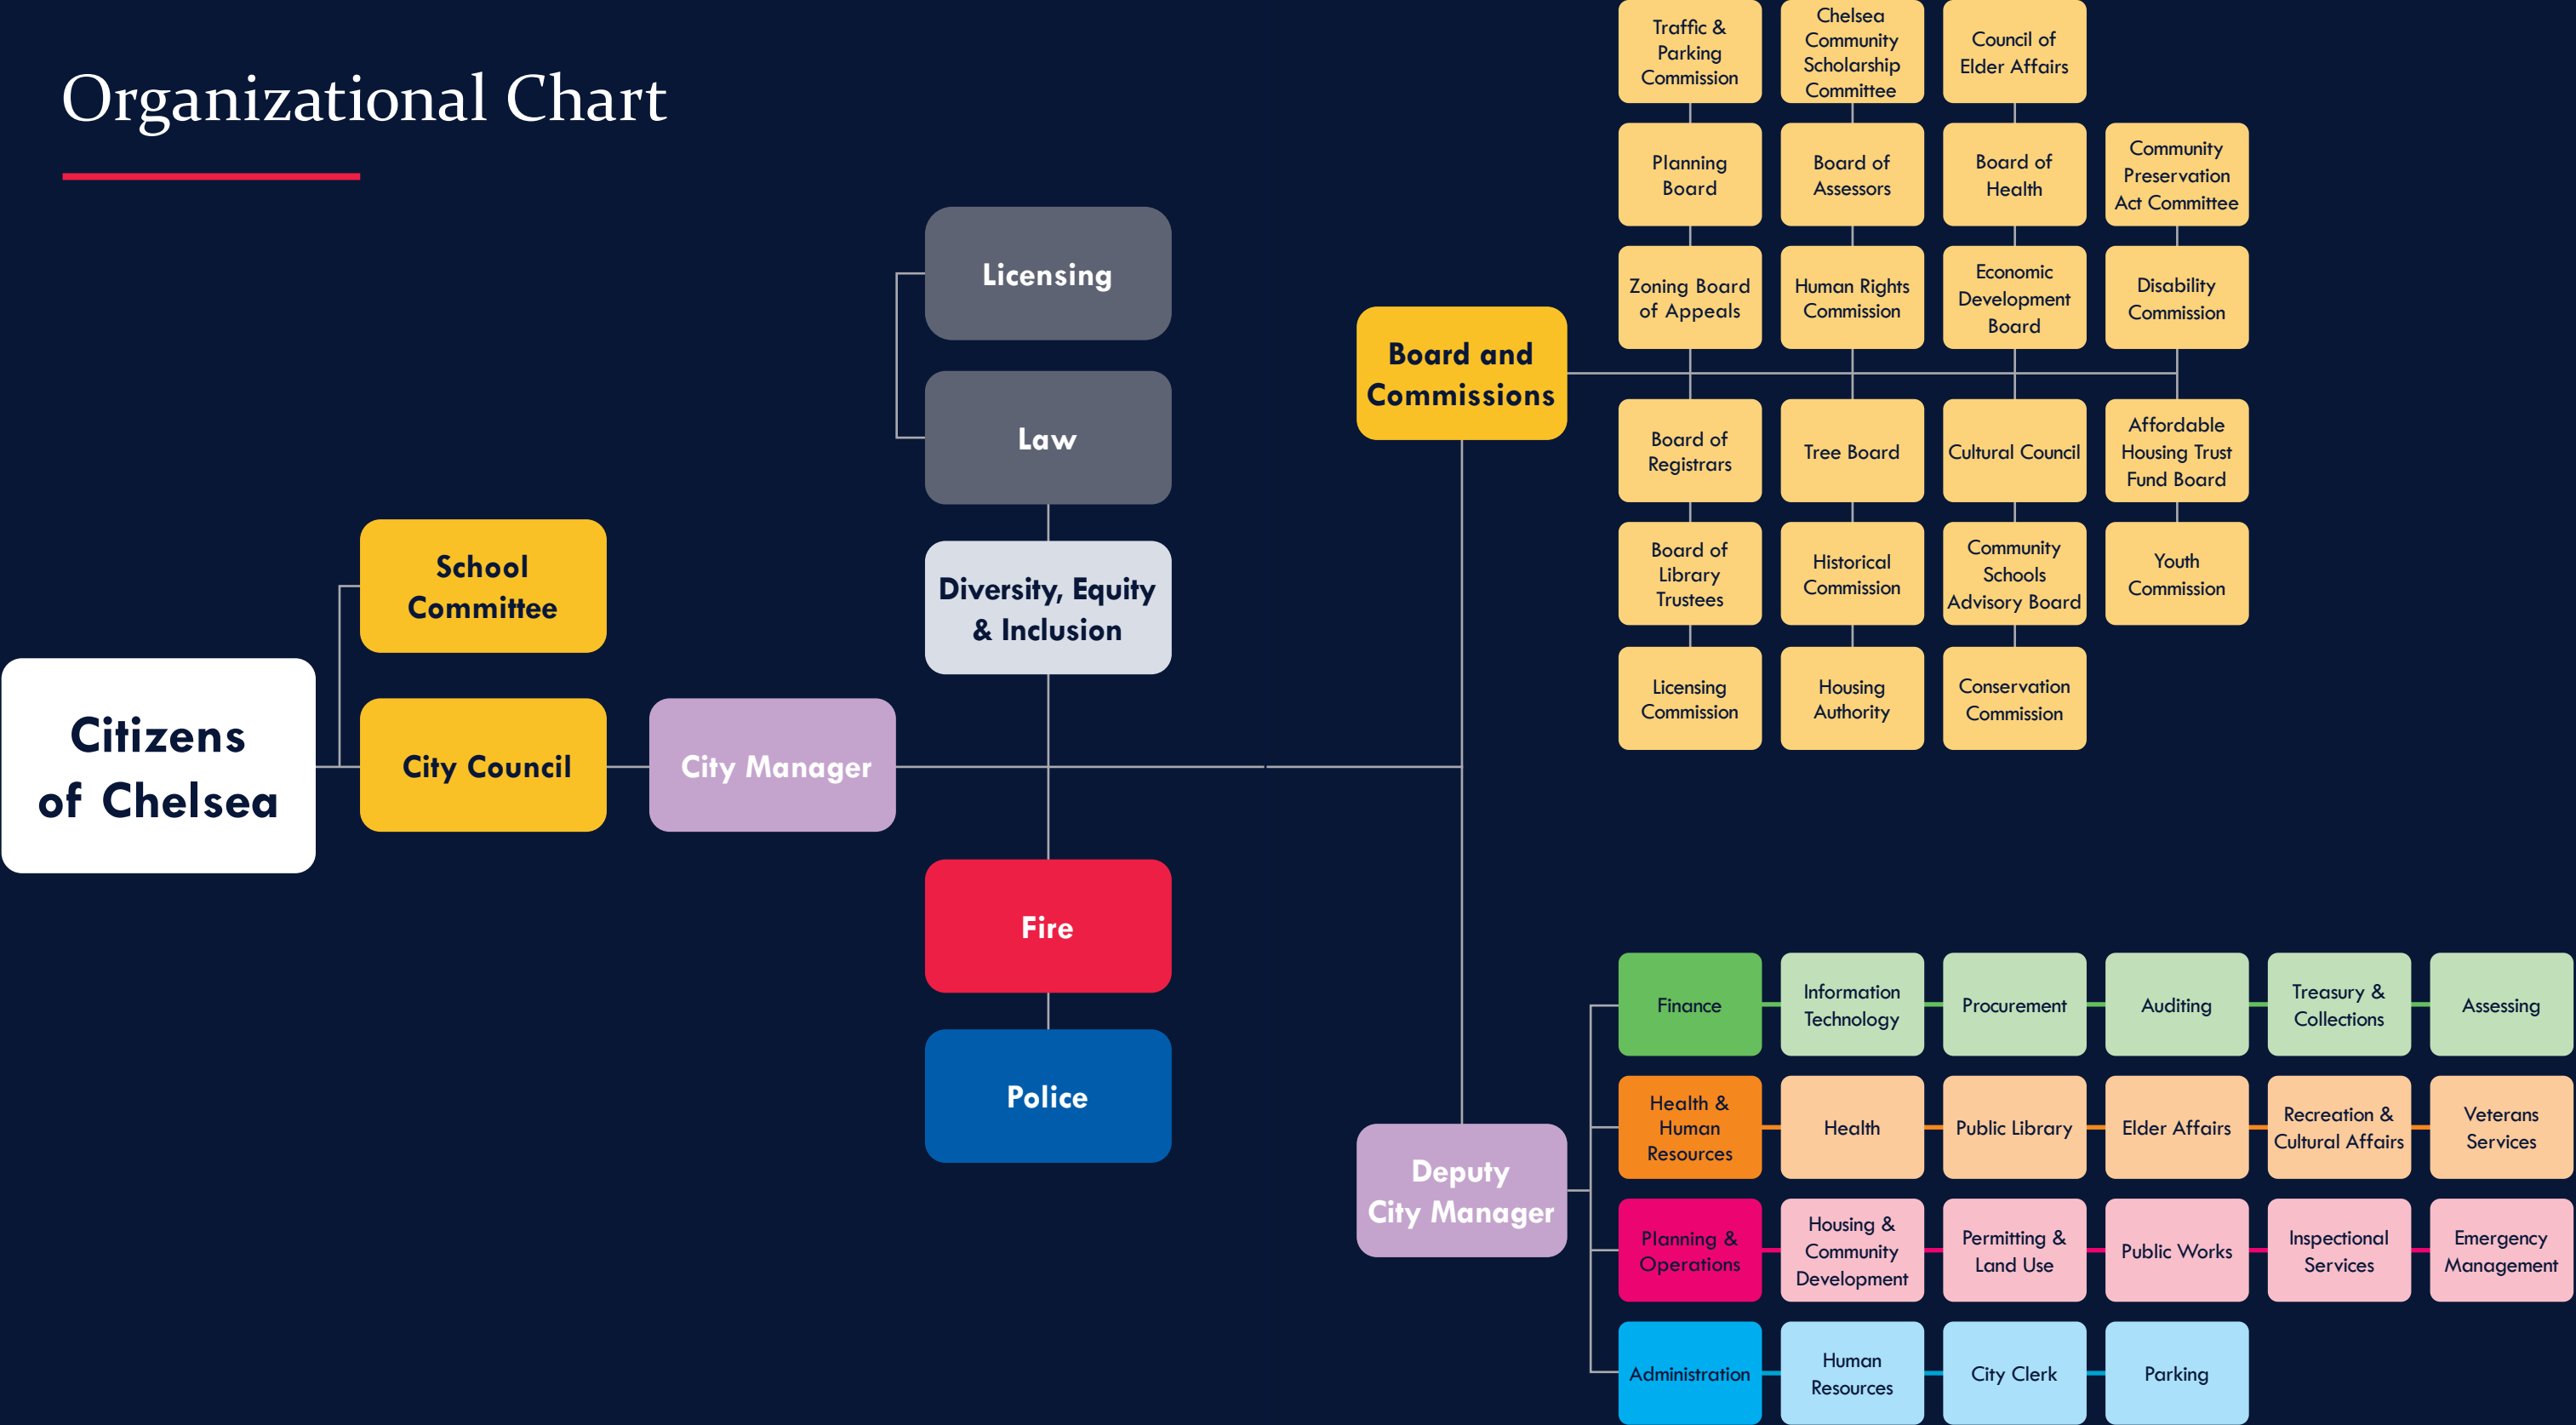 Organizational Chart
Citizens
of Chelsea
School
Committee
City Council
City Manager
Licensing
Law
Diversity, Equity
& Inclusion
Fire
Police
Board and
Commissions
Traffic &
Parking
Commission
Chelsea
Community
Scholarship
Committee
Council of
Elder Affairs
Planning
Board
Board of
Assessors
Board of
Health
Community
Preservation
Act Committee
Zoning Board
of Appeals
Human Rights
Commission
Economic
Development
Board
Disability
Commission
Board of
Registrars
Tree Board
Cultural Council
Affordable
Housing Trust
Fund Board
Board of
Library
Trustees
Historical
Commission
Community
Schools
Advisory Board
Youth
Commission
Licensing
Commission
Housing
Authority
Conservation
Commission
Deputy
City Manager
Finance
Information
Technology
Procurement
Auditing
Treasury &
Collections
Assessing
Health &
Human
Resources
Health
Public Library
Elder Affairs
Recreation &
Cultural Affairs
Veterans
Services
Planning &
Operations
Housing &
Community
Development
Permitting &
Land Use
Public Works
Inspectional
Services
Emergency
Management
Administration
Human
Resources
City Clerk
Parking